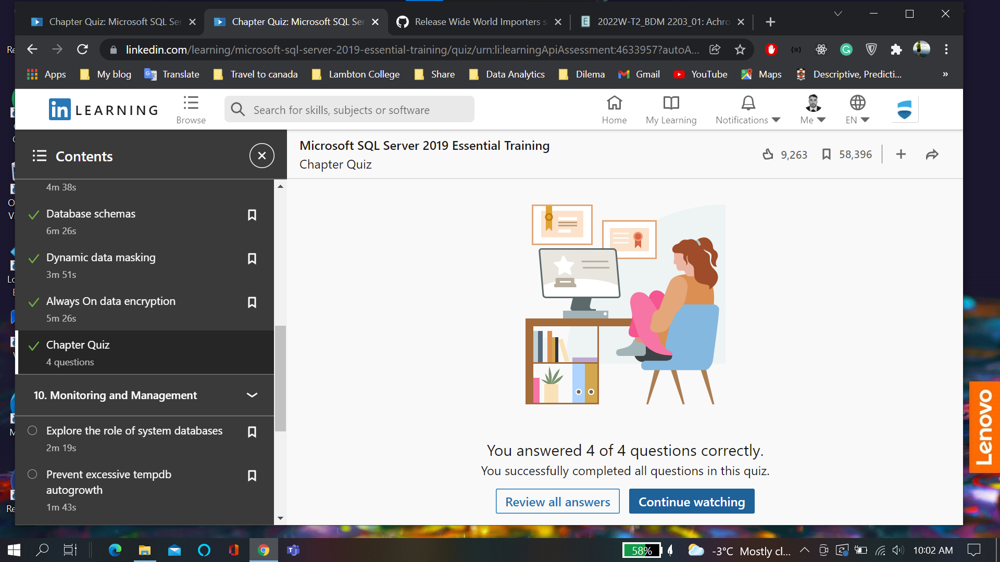 Chapter Quiz: Microsoft SQL Ser
Chapter Quiz: Microsoft SQL Ser
Release Wide World Importers s
2022W-T2_BDM 2203_01: Achro
linkedin.com/learning/microsoft-sql-server-2019-essential-training/quiz/urn:li:learningApiAssessment:4633957?autoA...
Apps
My blog
Translate
Travel to canada
Lambton College
Share
Data Analytics
Dilema
Gmail
YouTube
Maps
Descriptive, Predicti...
»
in LEARNING
Browse
Search for skills, subjects or software
Home
My Learning
Notifications
Me
EN
Contents
Microsoft SQL Server 2019 Essential Training
Chapter Quiz
9,263
58,396
4m 38s
Database schemas
6m 26s
Dynamic data masking
3m 51s
Always On data encryption
5m 26s
Chapter Quiz
4 questions
10. Monitoring and Management
Explore the role of system databases
2m 19s
Prevent excessive tempdb
autogrowth
1m 43s
You answered 4 of 4 questions correctly.
You successfully completed all questions in this quiz.
Review all answers
Continue watching
Lenovo
58%
-3°C Mostly cl...
10:02 AM